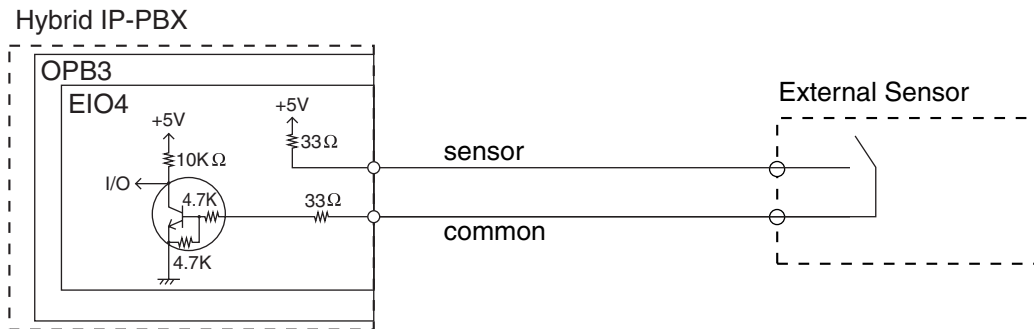 Hybrid IP-PBX
OPB3
EIO4
External Sensor
+5V
+5V
33Ω
sensor
10KΩ
I/O
4.7K
33Ω
common
4.7K